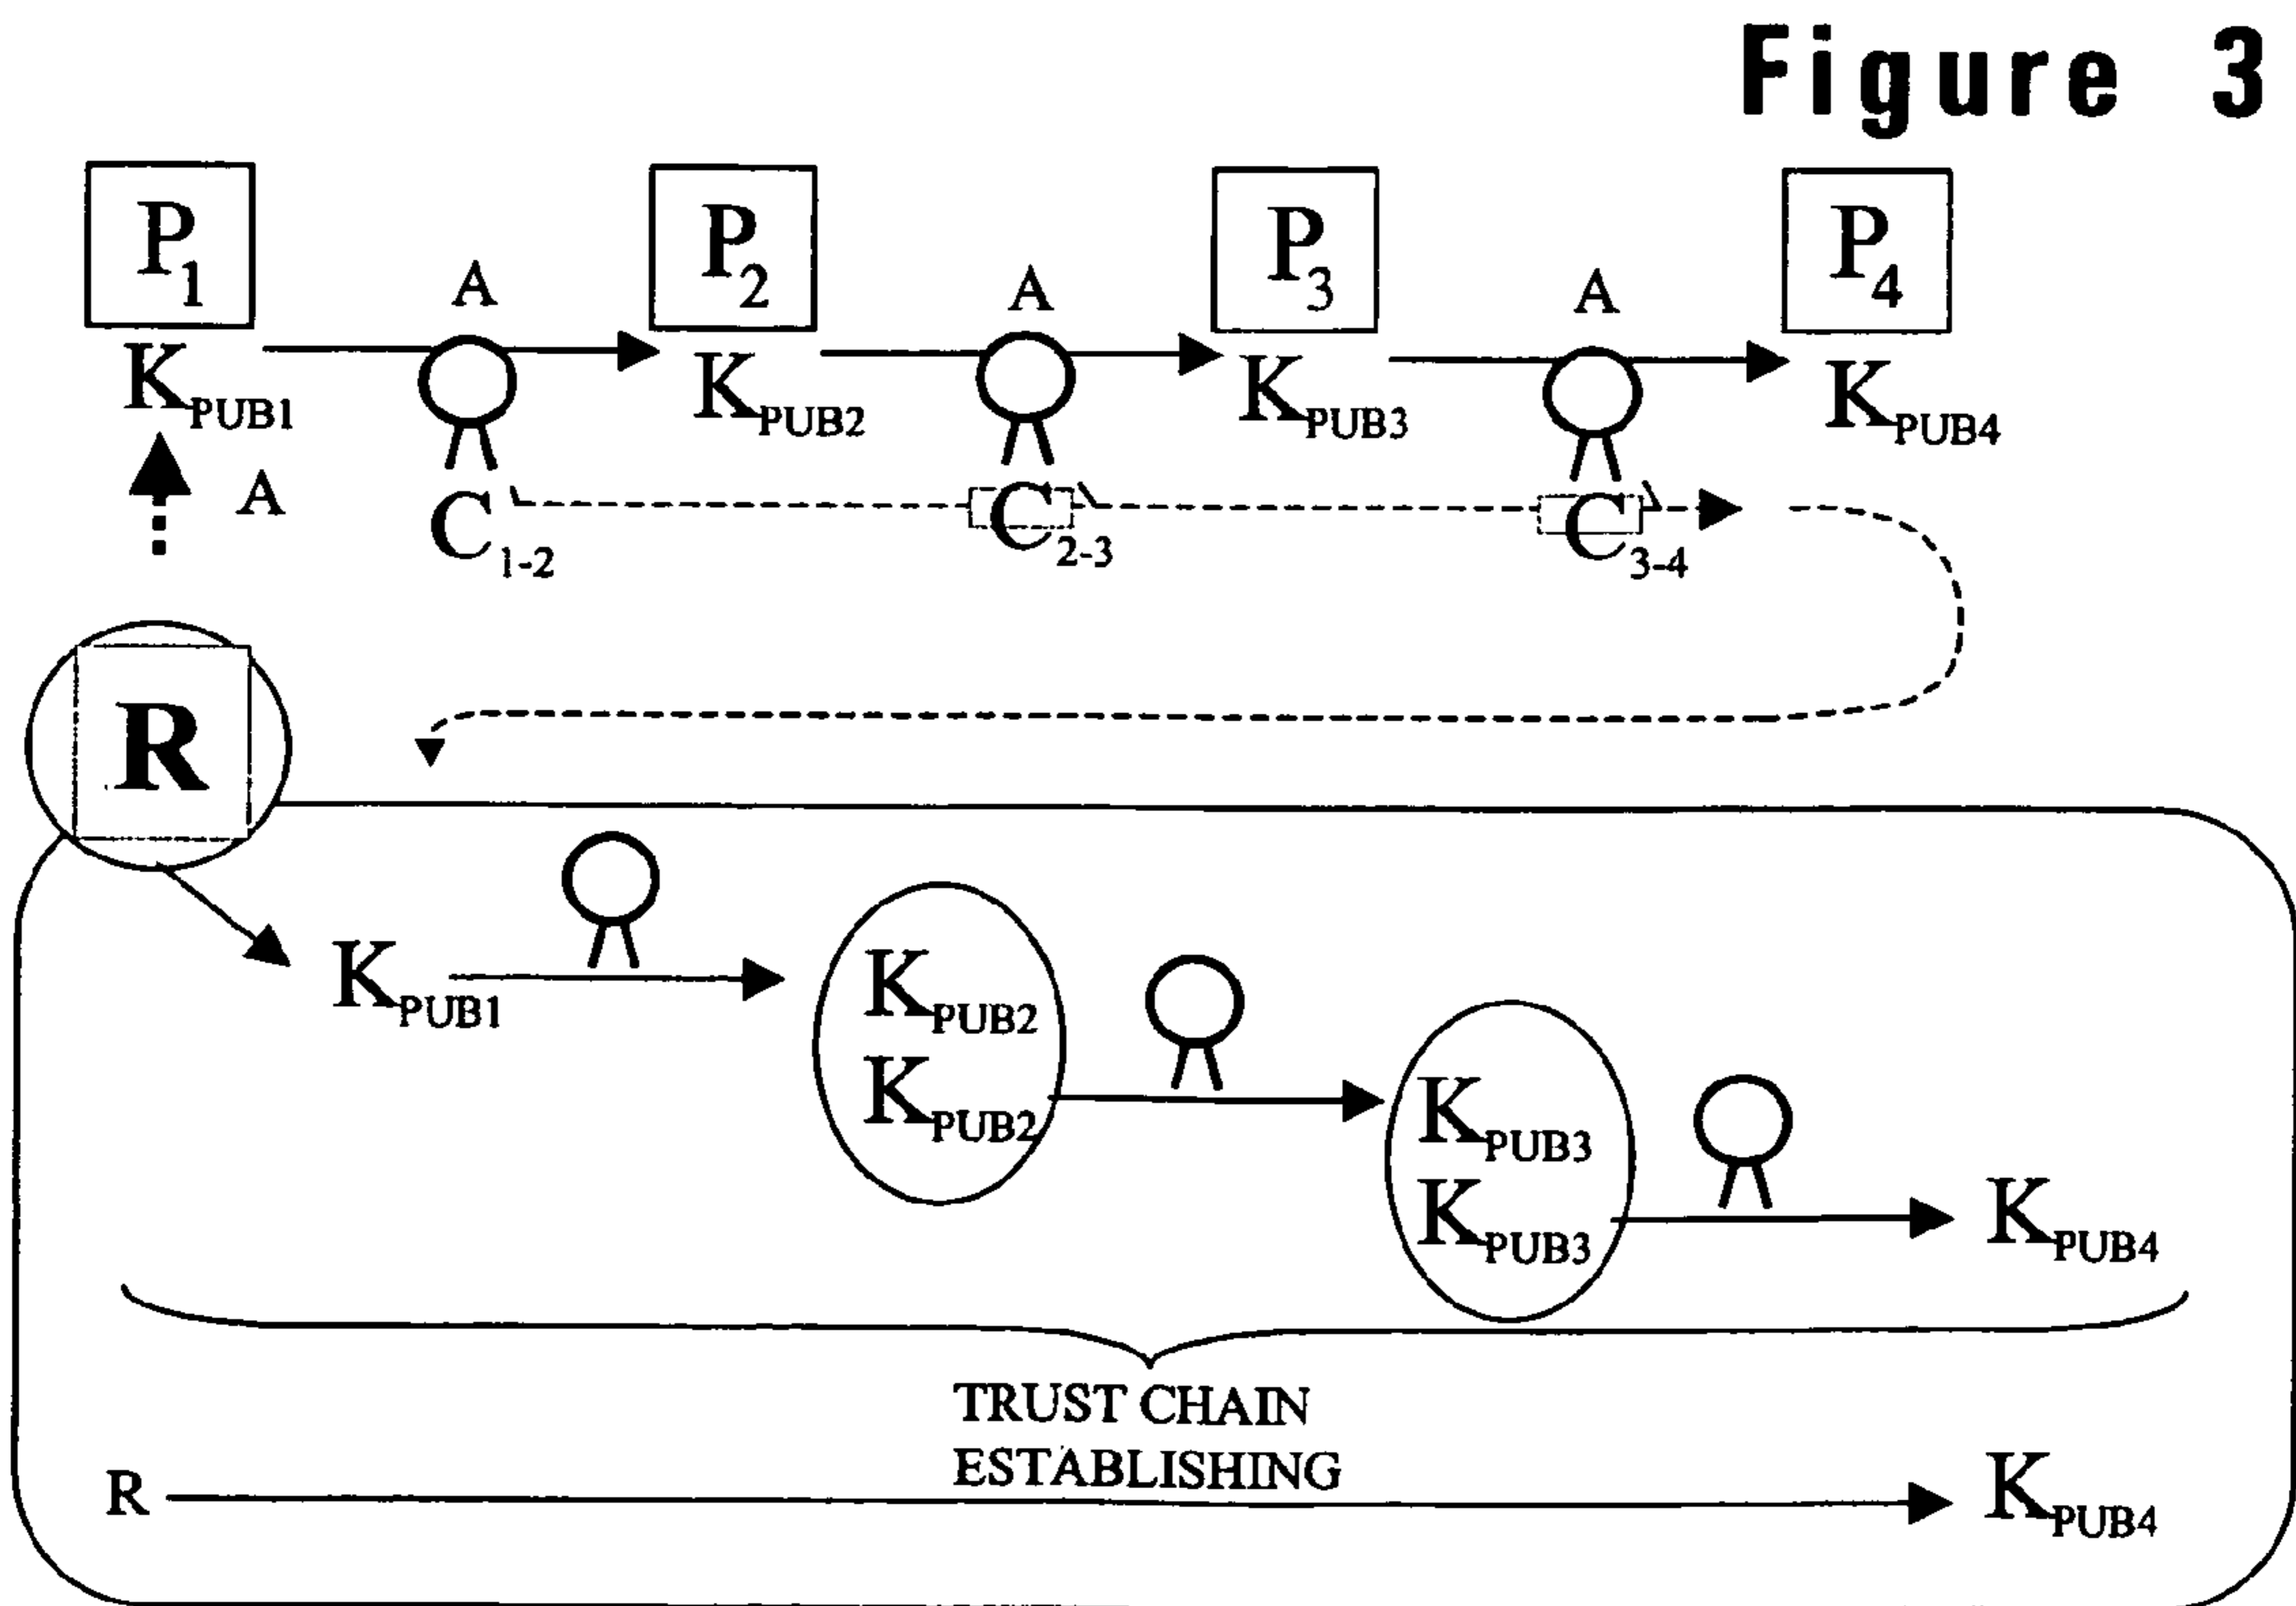 Figure 3
P1 P2 P3 P4
A A A
KPUB1 KPUB2 KPUB3 KPUB4
A
C1-2 C2-3 C3-4
R
KPUB1 KPUB2
KPUB2 KPUB3
KPUB3 KPUB4
TRUST CHAIN
ESTABLISHING
R KPUB4